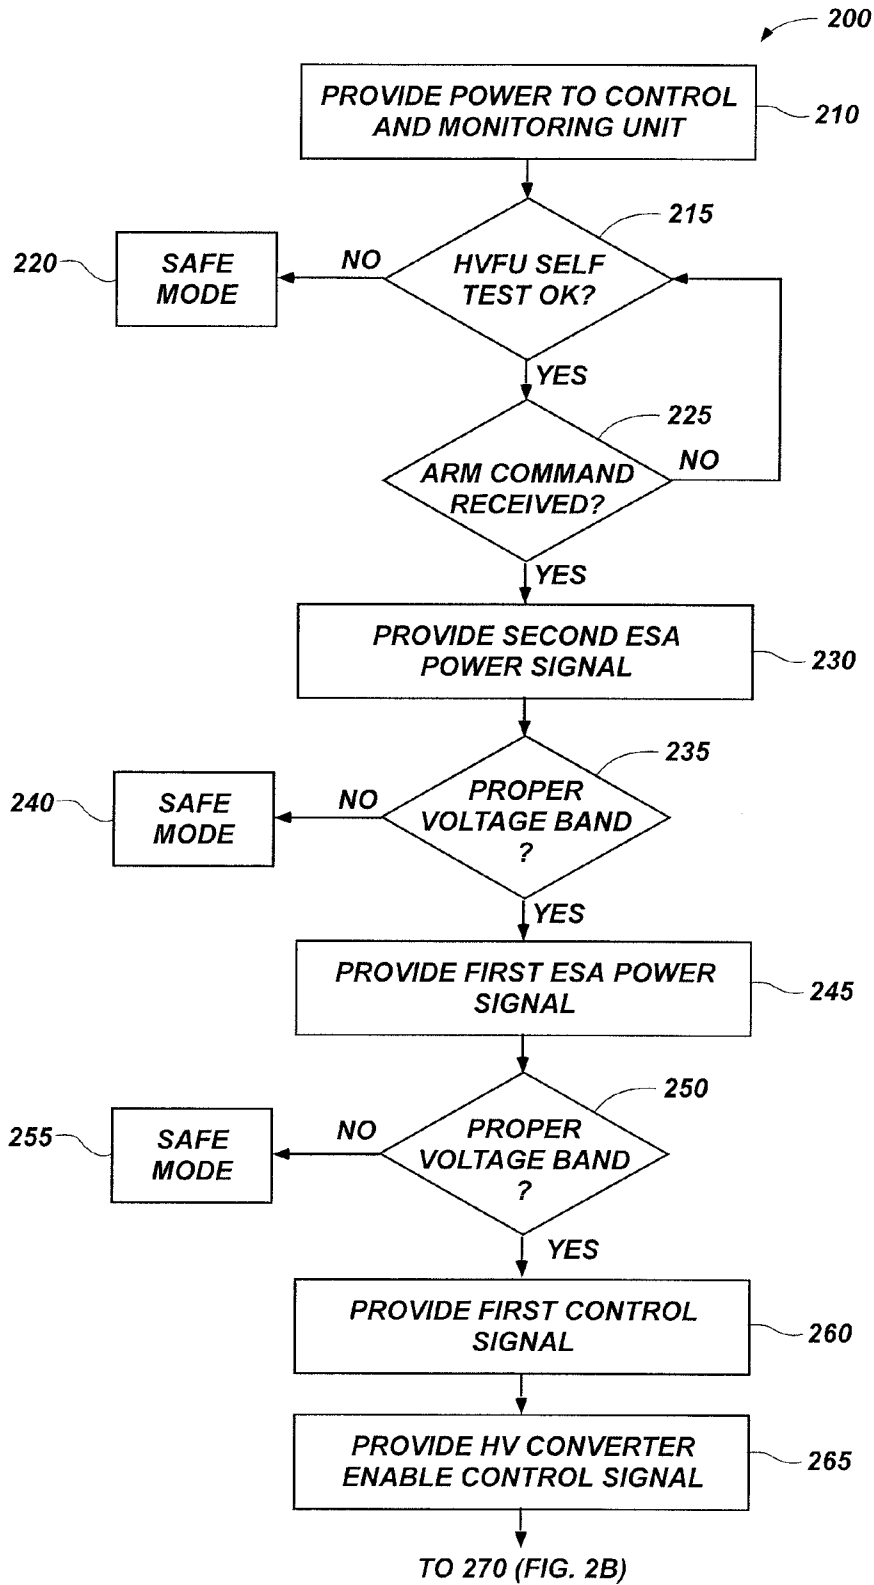 200
PROVIDE POWER TO CONTROL
AND MONITORING UNIT
210
215
220
SAFE
MODE
NO
HVFU SELF
TEST OK?
YES
225
ARM COMMAND
RECEIVED?
NO
YES
PROVIDE SECOND ESA
POWER SIGNAL
230
235
240
SAFE
MODE
NO
PROPER
VOLTAGE BAND
?
YES
PROVIDE FIRST ESA POWER
SIGNAL
245
250
255
SAFE
MODE
NO
PROPER
VOLTAGE BAND
?
YES
PROVIDE FIRST CONTROL
SIGNAL
260
PROVIDE HV CONVERTER
ENABLE CONTROL SIGNAL
265
TO 270 (FIG. 2B)